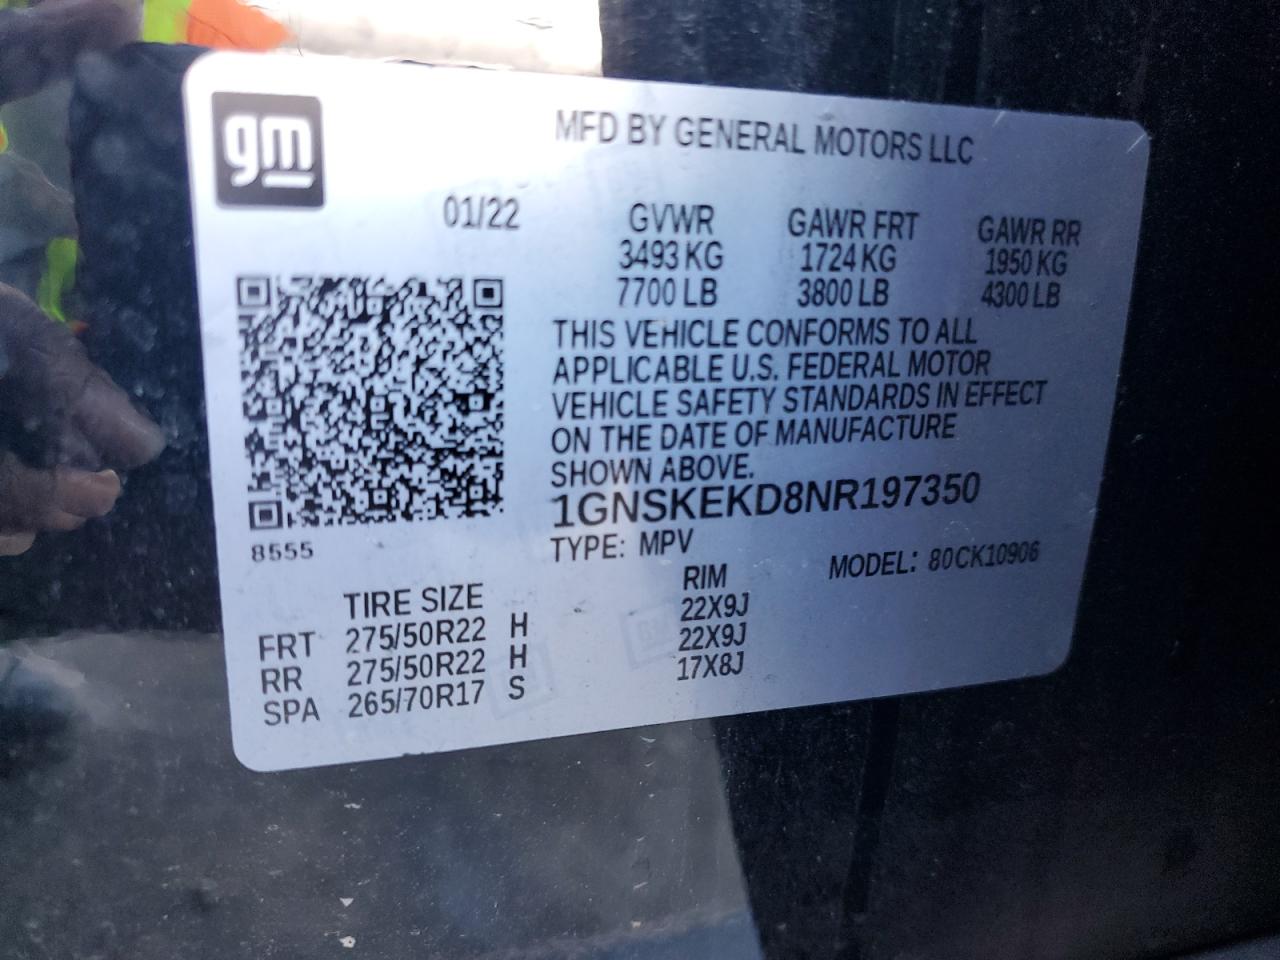 gm
MFD BY GENERAL MOTORS LLC
01/22
GVWR GAWR FRT GAWR RR
3493 KG 1724 KG 1950 KG
7700 LB 3800 LB 4300 LB
THIS VEHICLE CONFORMS TO ALL
APPLICABLE U.S. FEDERAL MOTOR
VEHICLE SAFETY STANDARDS IN EFFECT
ON THE DATE OF MANUFACTURE
SHOWN ABOVE.
1GNSKEKD8NR197350
8555
TYPE: MPV MODEL: 80CK10906
TIRE SIZE RIM
FRT 275/50R22 H 22X9J
RR 275/50R22 H 22X9J
SPA 265/70R17 S 17X8J